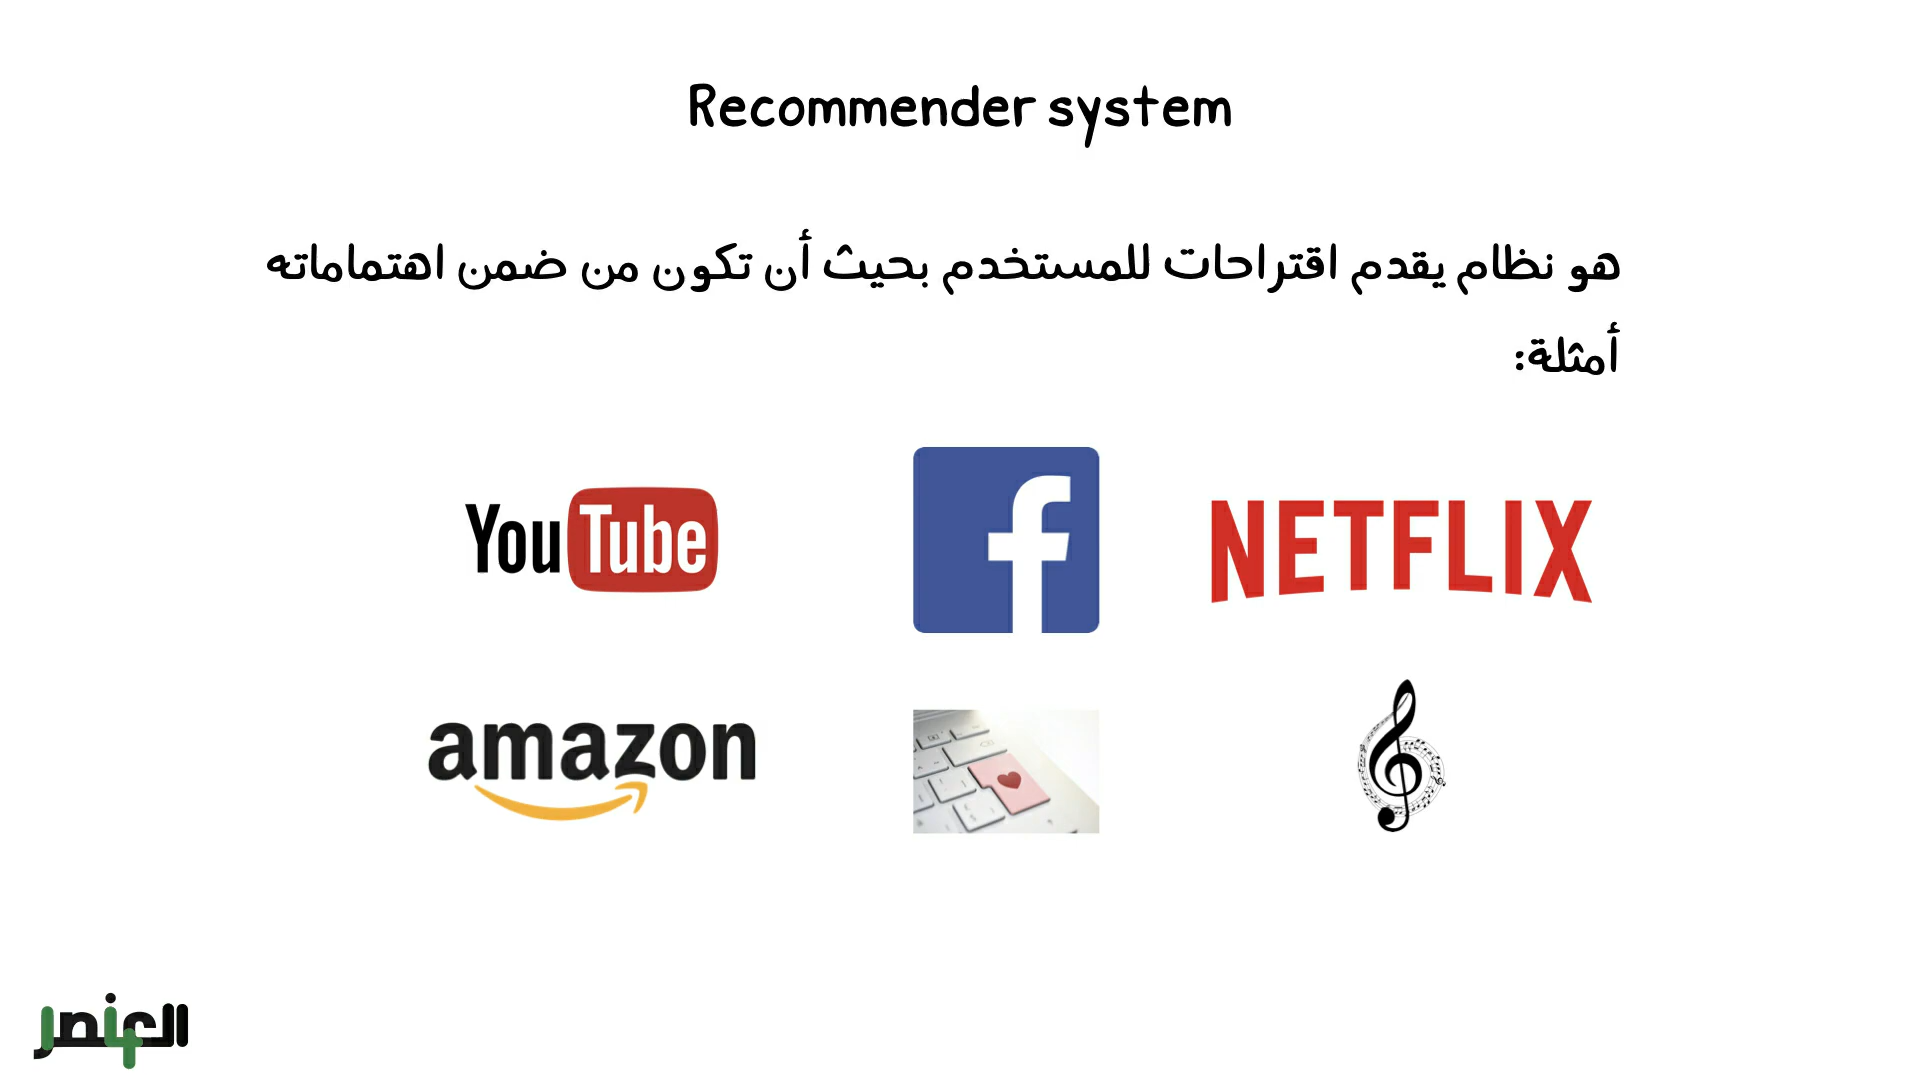 Recommender system
هو نظام يقدم اقتراحات للمستخدم بحيث أن تكون من ضمن اهتماماته
أمثلة:
YouTube
f
NETFLIX
amazon
العنصر